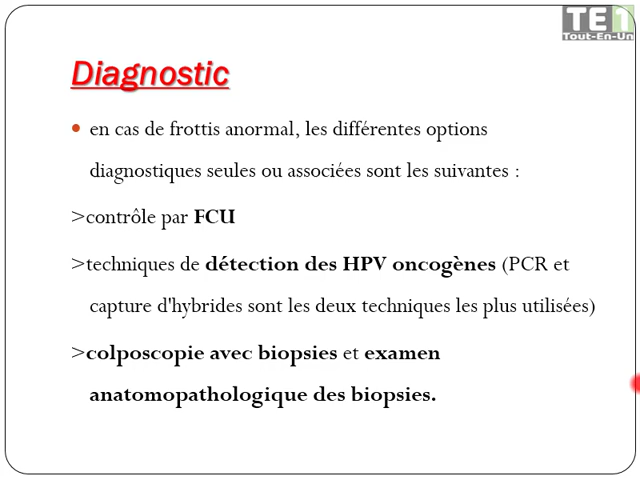 TE1
Tout-En-Un
Diagnostic
• en cas de frottis anormal, les différentes options
diagnostiques seules ou associées sont les suivantes :
>contrôle par FCU
>techniques de détection des HPV oncogènes (PCR et
capture d'hybrides sont les deux techniques les plus utilisées)
>colposcopie avec biopsies et examen
anatomopathologique des biopsies.